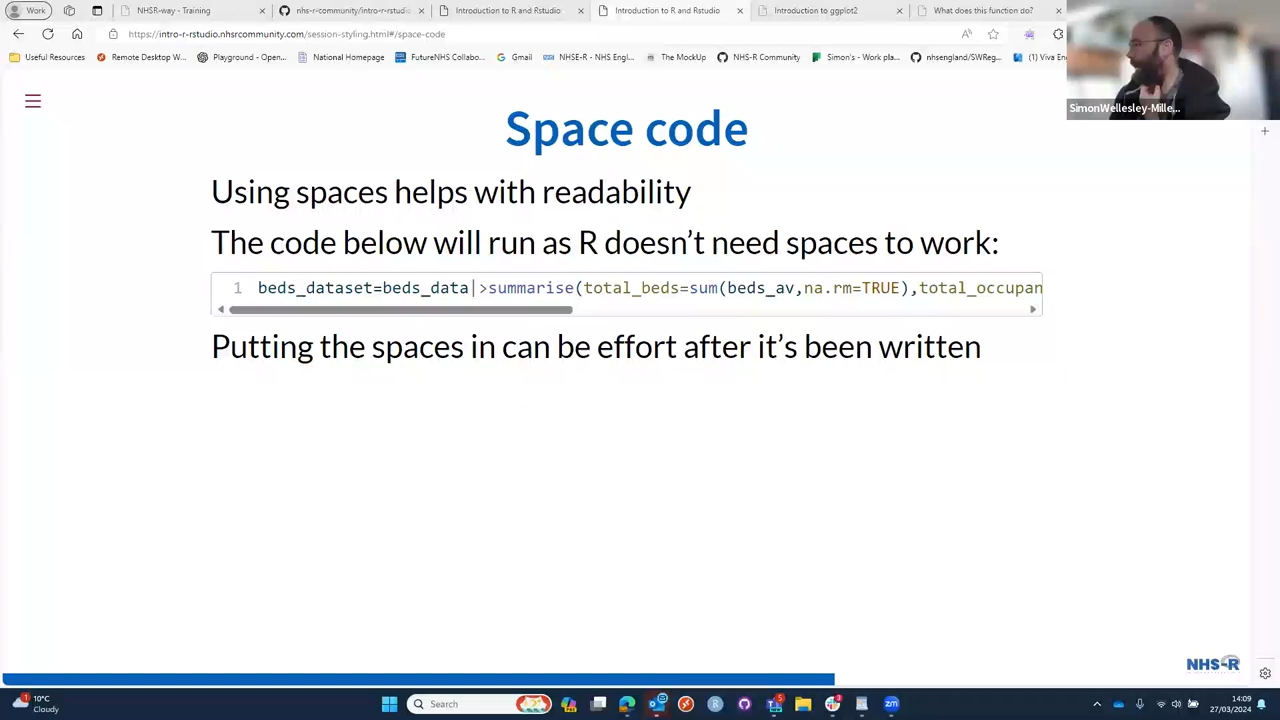 Work
NHSR-way - Training
nhs-r-community/intro-r-rstudio
Introduction to R and Rstudio
Introduction to R and Rstudio
Introduction to ggplot2
What does this function do?
https://intro-r-rstudio.nhsrcommunity.com/session-styling.html#/space-code
Useful Resources
Remote Desktop W...
Playground - Open...
National Homepage
FutureNHS Collabo...
Gmail
NHSE-R - NHS Engl...
The MockUp
NHS-R Community
Simon's - Work pla...
nhsengland/SWReg...
(1) Viva En
SimonWellesley-Mille...
Space code
Using spaces helps with readability
The code below will run as R doesn’t need spaces to work:
1 beds_dataset=beds_data|>summarise(total_beds=sum(beds_av,na.rm=TRUE),total_occupan
Putting the spaces in can be effort after it’s been written
NHS-R
1
10°C
Cloudy
Search
5
3
zm
14:09
27/03/2024